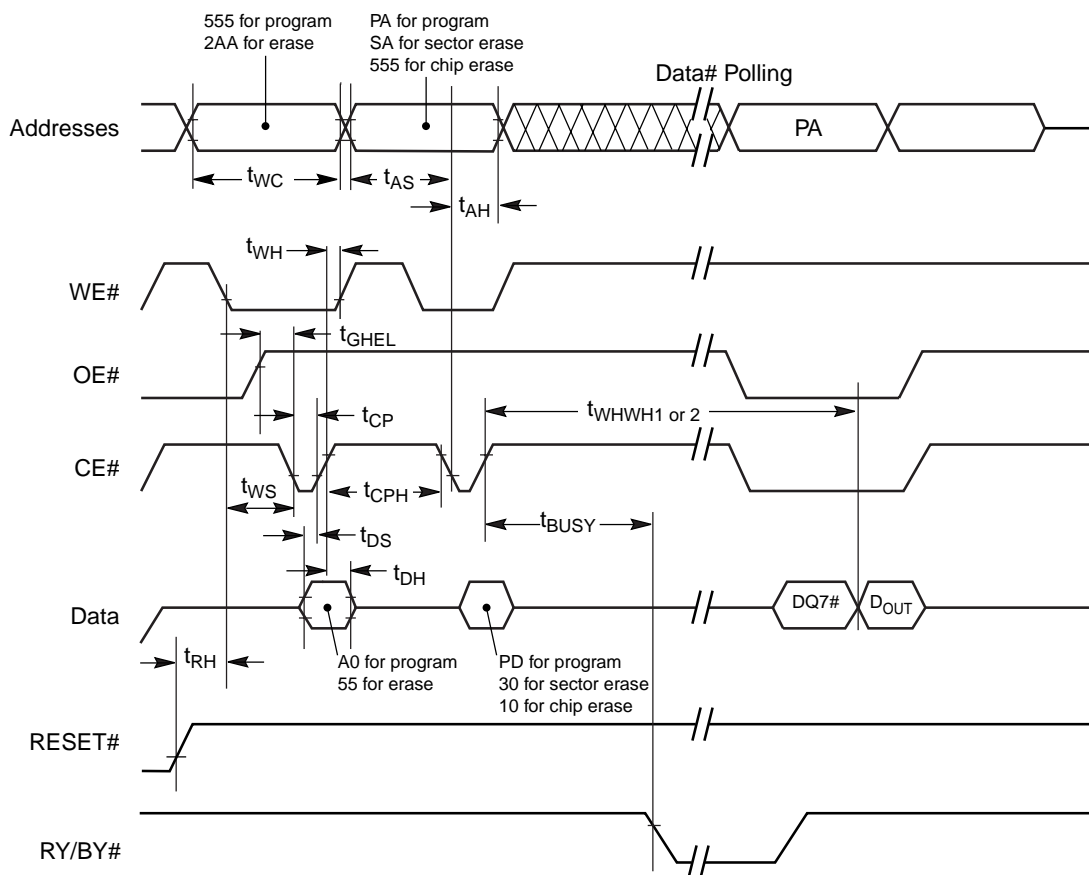 555 for program
2AA for erase
PA for program
SA for sector erase
555 for chip erase
Data# Polling
Addresses
PA
tWC
tAS
tAH
tWH
WE#
tGHEL
OE#
tWHWH1 or 2
tCP
CE#
tWS
tCPH
tBUSY
tDS
tDH
Data
DQ7#
DOUT
tRH
A0 for program
55 for erase
PD for program
30 for sector erase
10 for chip erase
RESET#
RY/BY#